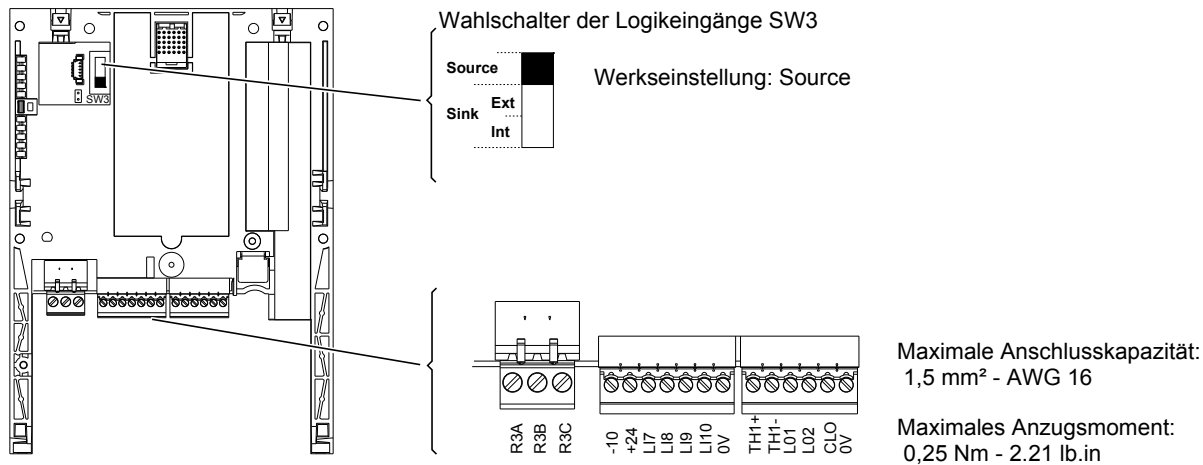 Wahlschalter der Logikeingänge SW3
Source
Sink
Ext
Int
Werkseinstellung: Source
SW3
R3A
R3B
R3C
-10
+24
LI7
LI8
LI9
LI10
0V
TH1+
TH1-
L01
L02
CLO
0V
Maximale Anschlusskapazität:
1,5 mm² - AWG 16
Maximales Anzugsmoment:
0,25 Nm - 2.21 lb.in